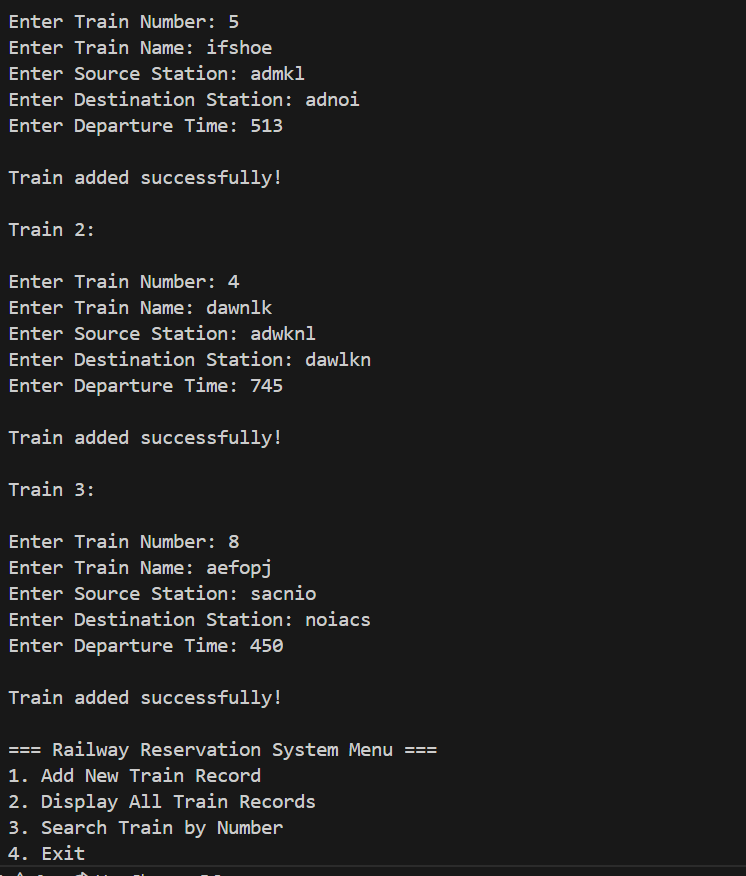 Enter Train Number: 5
Enter Train Name: ifshoe
Enter Source Station: admkl
Enter Destination Station: adnoi
Enter Departure Time: 513
Train added successfully!
Train 2:
Enter Train Number: 4
Enter Train Name: dawnlk
Enter Source Station: adwknl
Enter Destination Station: dawlkn
Enter Departure Time: 745
Train added successfully!
Train 3:
Enter Train Number: 8
Enter Train Name: aefopj
Enter Source Station: sacnio
Enter Destination Station: noiacs
Enter Departure Time: 450
Train added successfully!
=== Railway Reservation System Menu ===
1. Add New Train Record
2. Display All Train Records
3. Search Train by Number
4. Exit